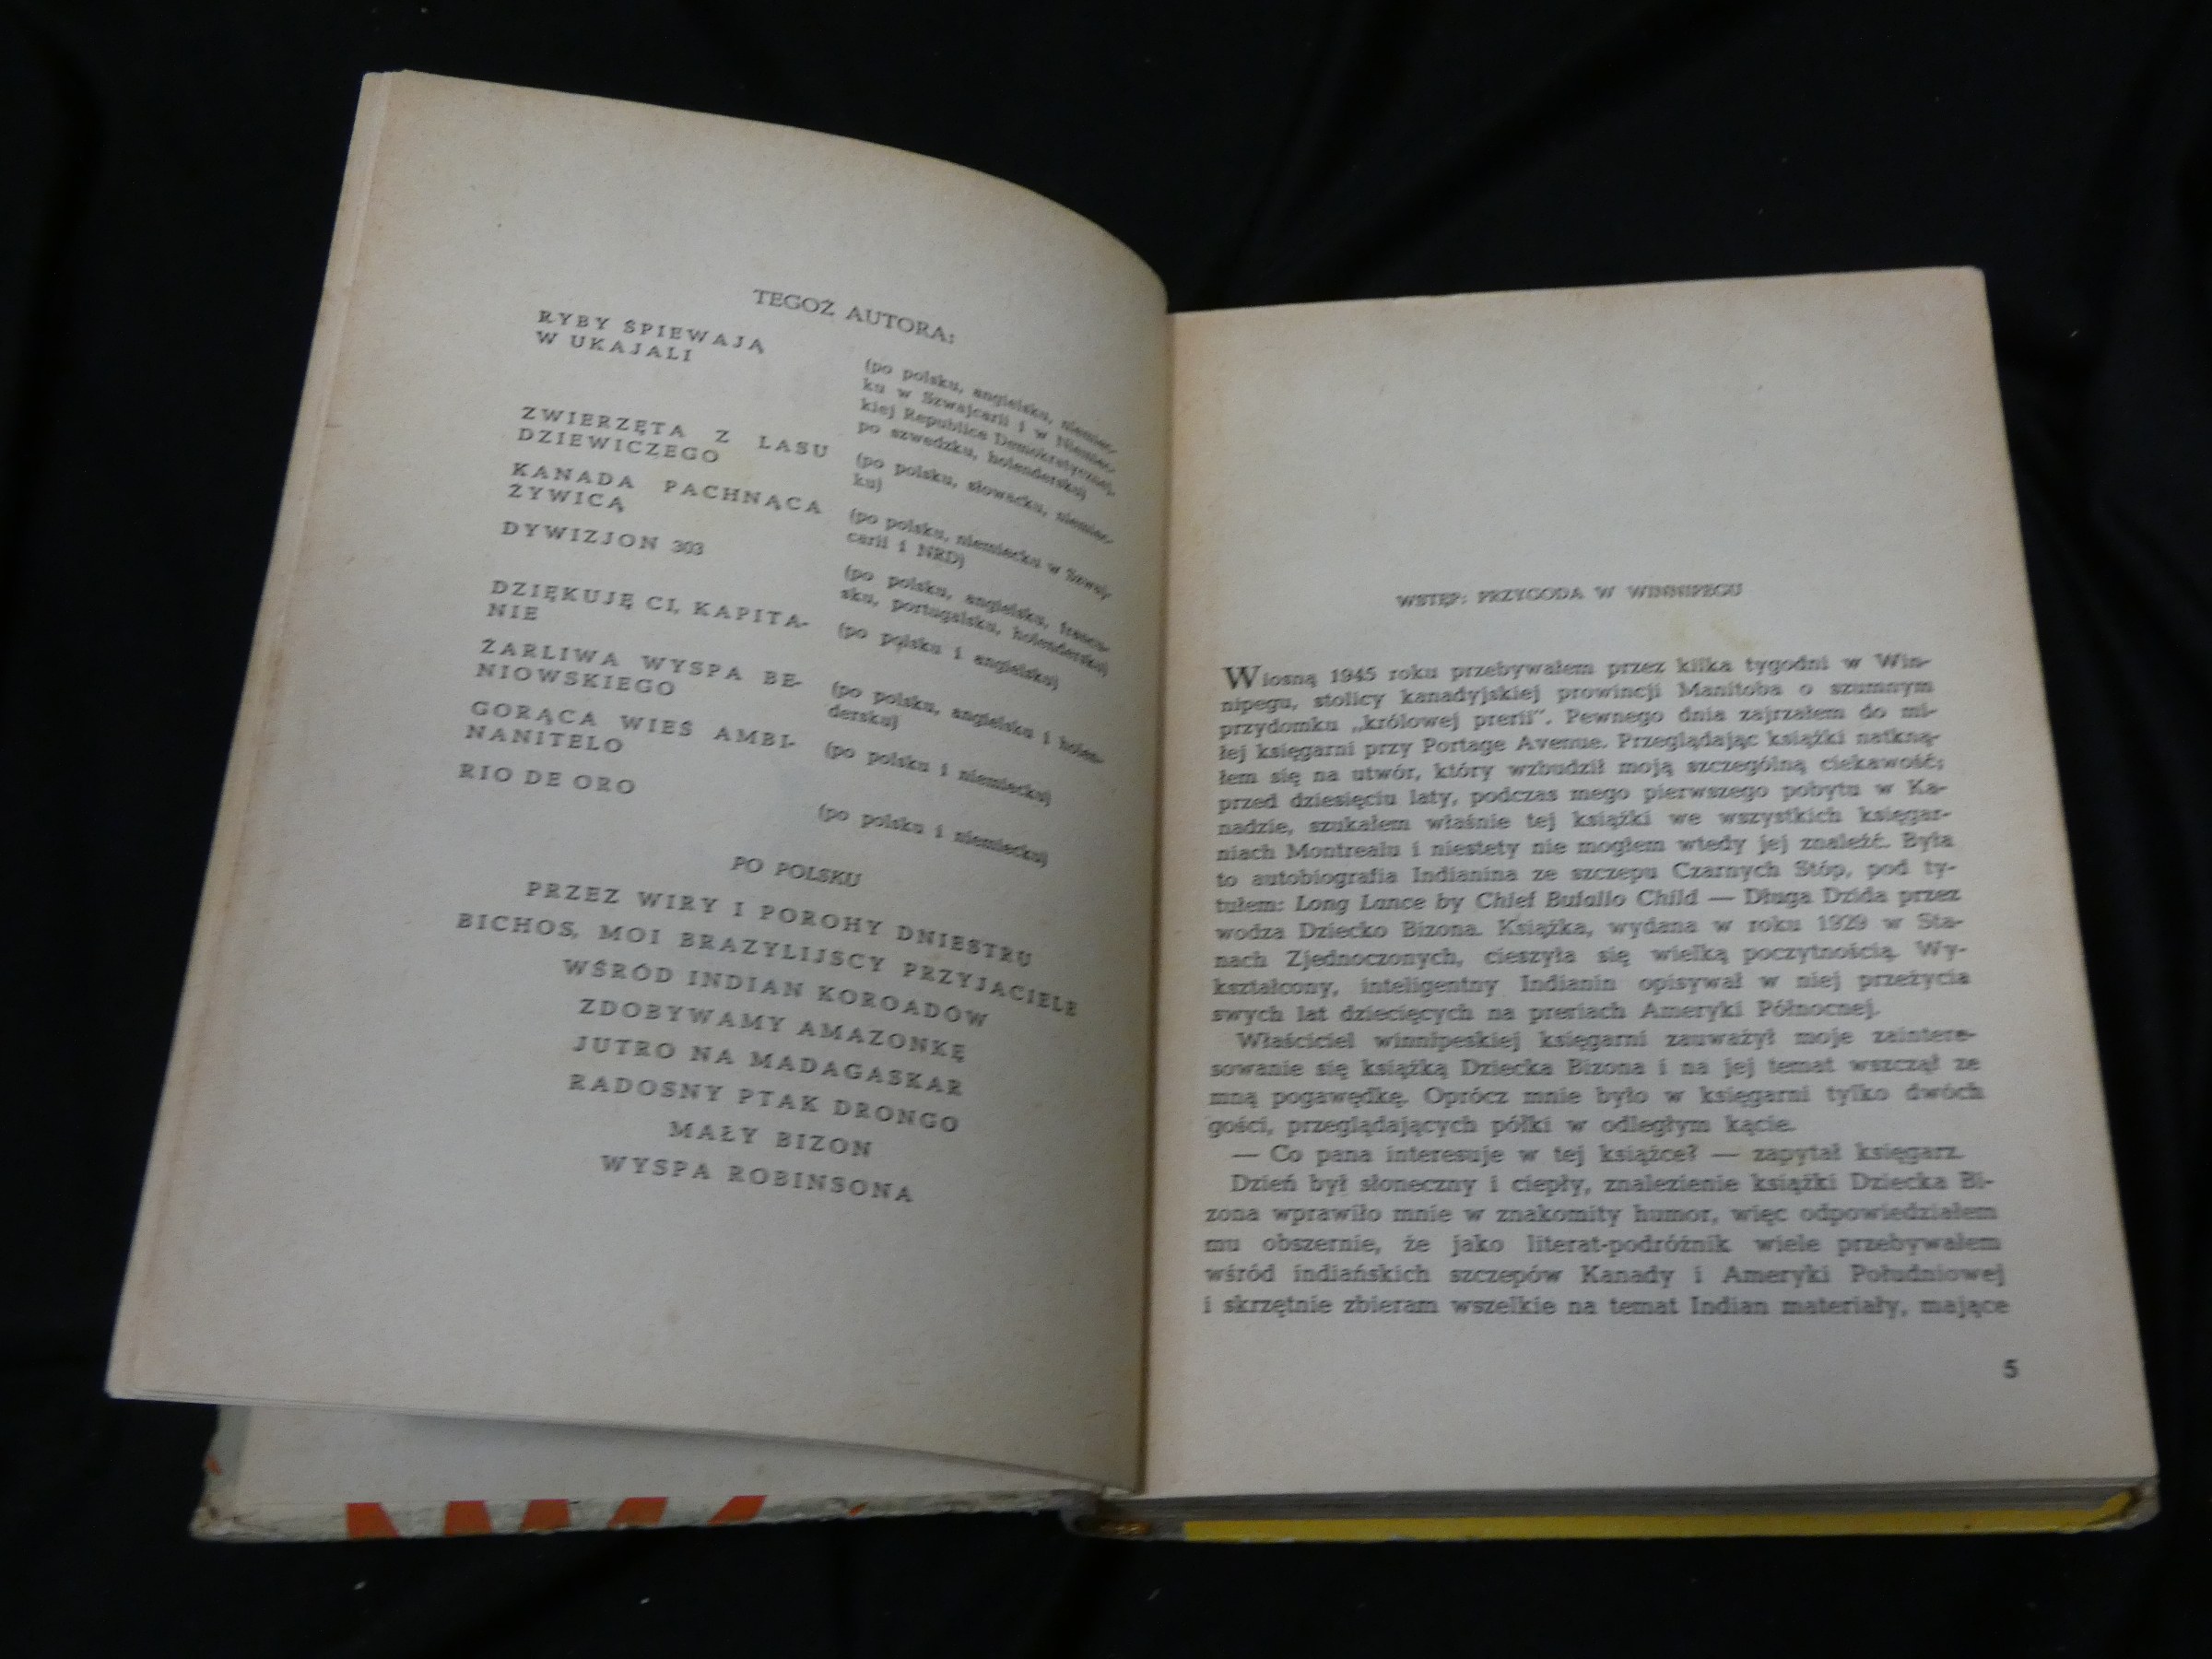 TEGOŻ AUTORA:
RYBY ŚPIEWAJĄ
W UKAJALI
(po polsku, angielsku, niemiec-
ku w Szwajcarii i w Niemiec-
kiej Republice Demokratycznej,
po szwedzku, holendersku)
ZWIERZĘTA Z LASU
DZIEWICZEGO
(po polsku, słowacku, niemiec-
ku)
KANADA PACHNĄCA
ŻYWICĄ
(po polsku, niemiecku w Szwaj-
carii i NRD)
DYWIZJON 303
(po polsku, angielsku, francu-
sku, portugalsku, holendersku)
DZIĘKUJĘ CI, KAPITA-
NIE
(po polsku i angielsku)
ŻARLIWA WYSPA BE-
NIOWSKIEGO
(po polsku, angielsku i holen-
dersku)
GORĄCA WIEŚ AMBI-
NANITELO
(po polsku i niemiecku)
RIO DE ORO
(po polsku i niemiecku)
PO POLSKU
PRZEZ WIRY I POROHY DNIESTRU
BICHOS, MOI BRAZYLIJSCY PRZYJACIELE
WŚRÓD INDIAN KOROADÓW
ZDOBYWAMY AMAZONKĘ
JUTRO NA MADAGASKAR
RADOSNY PTAK DRONGO
MAŁY BIZON
WYSPA ROBINSONA
WSTĘP: PRZYGODA W WINNIPEGU
Wiosną 1945 roku przebywałem przez kilka tygodni w Win-
nipegu, stolicy kanadyjskiej prowincji Manitoba o szumnym
przydomku „królowej prerii". Pewnego dnia zajrzałem do mi-
łej księgarni przy Portage Avenue. Przeglądając książki natkną-
łem się na utwór, który wzbudził moją szczególną ciekawość;
przed dziesięciu laty, podczas mego pierwszego pobytu w Ka-
nadzie, szukałem właśnie tej książki we wszystkich księgar-
niach Montrealu i niestety nie mogłem wtedy jej znaleźć. Była
to autobiografia Indianina ze szczepu Czarnych Stóp, pod ty-
tułem: Long Lance by Chief Bufallo Child — Długa Dzida przez
wodza Dziecko Bizona. Książka, wydana w roku 1929 w Sta-
nach Zjednoczonych, cieszyła się wielką poczytnością. Wy-
kształcony, inteligentny Indianin opisywał w niej przeżycia
swych lat dziecięcych na preriach Ameryki Północnej.
Właściciel winnipeskiej księgarni zauważył moje zaintere-
sowanie się książką Dziecka Bizona i na jej temat wszczął ze
mną pogawędkę. Oprócz mnie było w księgarni tylko dwóch
gości, przeglądających półki w odległym kącie.
— Co pana interesuje w tej książce? — zapytał księgarz.
Dzień był słoneczny i ciepły, znalezienie książki Dziecka Bi-
zona wprawiło mnie w znakomity humor, więc odpowiedziałem
mu obszernie, że jako literat-podróżnik wiele przebywałem
wśród indiańskich szczepów Kanady i Ameryki Południowej
i skrzętnie zbieram wszelkie na temat Indian materiały, mające
5